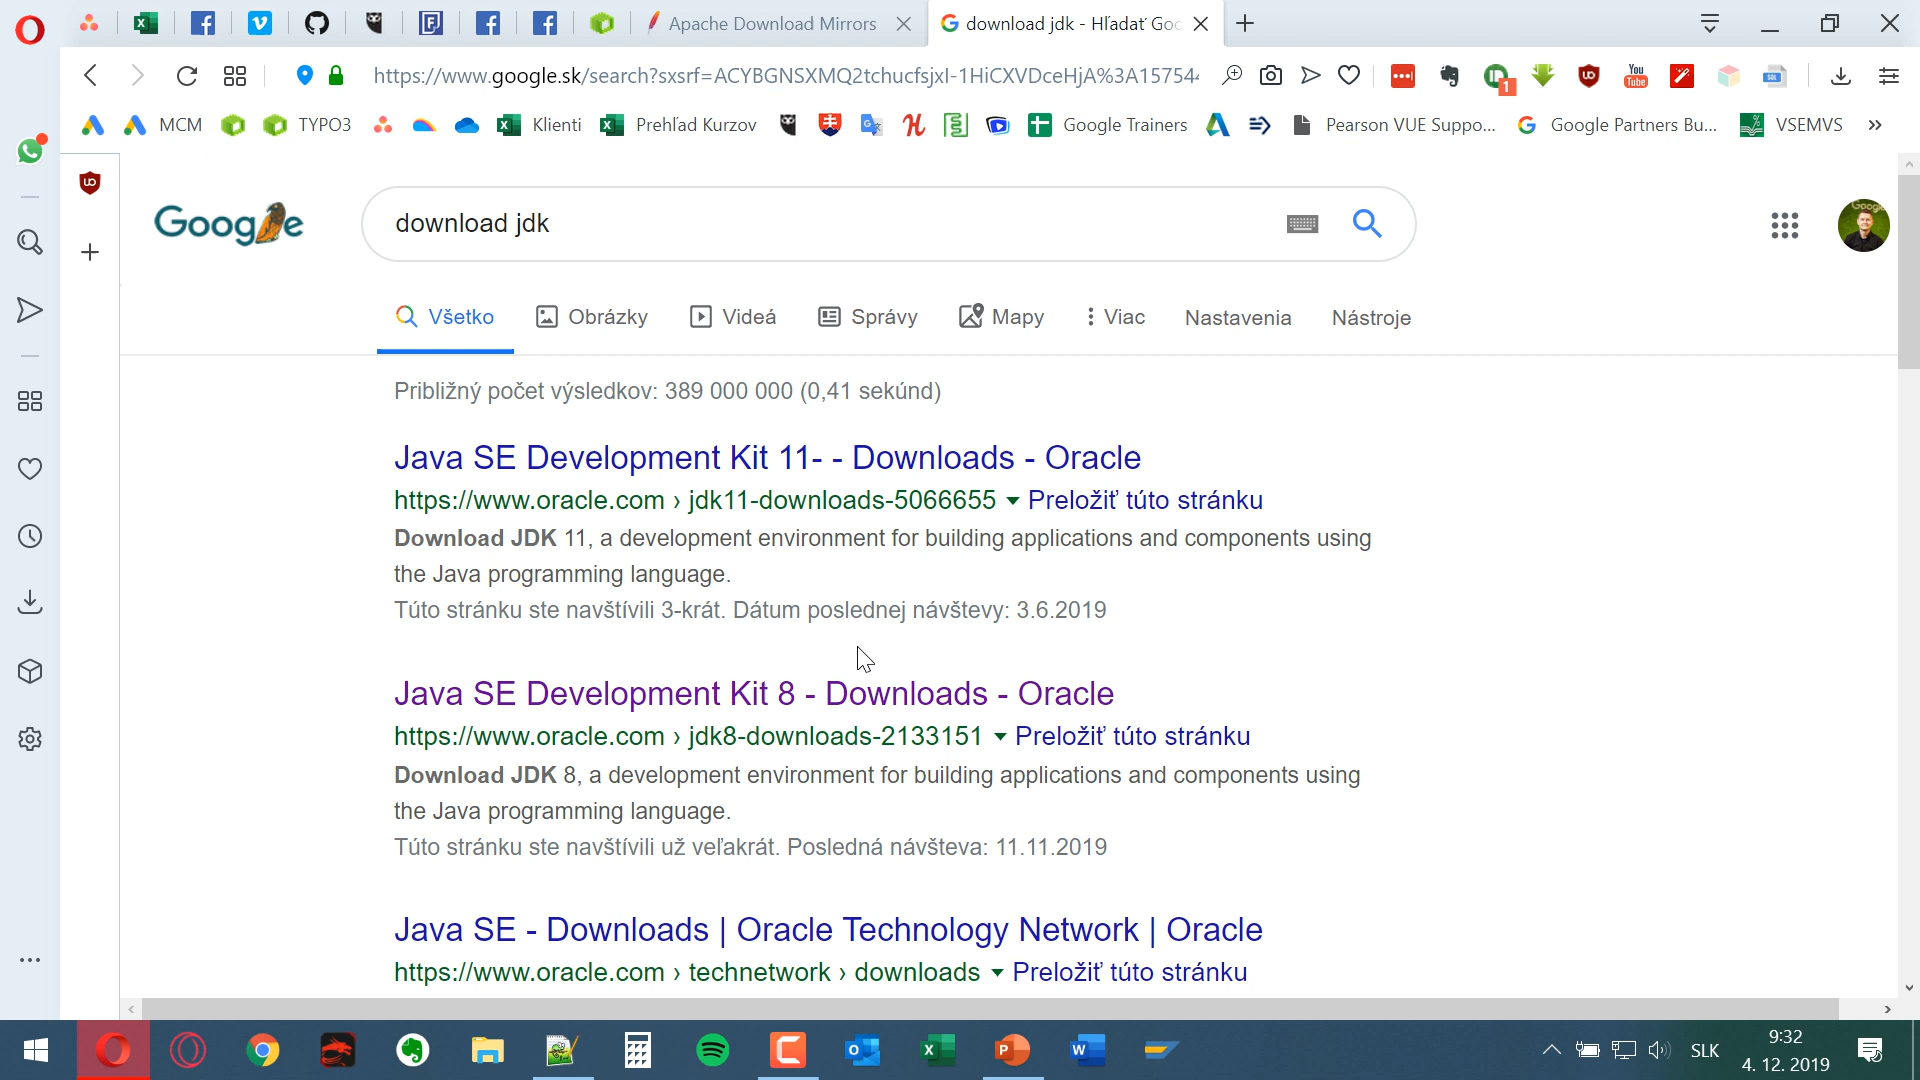 Apache Download Mirrors
download jdk - Hľadať Goo
https://www.google.sk/search?sxsrf=ACYBGNSXMQ2tchucfsjxI-1HiCXVDceHjA%3A15754
1
You
Tube
MCM
TYPO3
Klienti
Prehľad Kurzov
Google Trainers
Pearson VUE Suppo...
Google Partners Bu...
VSEMVS
Google
download jdk
Všetko
Obrázky
Videá
Správy
Mapy
Viac
Nastavenia
Nástroje
Približný počet výsledkov: 389 000 000 (0,41 sekúnd)
Java SE Development Kit 11- - Downloads - Oracle
https://www.oracle.com › jdk11-downloads-5066655 Preložiť túto stránku
Download JDK 11, a development environment for building applications and components using
the Java programming language.
Túto stránku ste navštívili 3-krát. Dátum poslednej návštevy: 3.6.2019
Java SE Development Kit 8 - Downloads - Oracle
https://www.oracle.com › jdk8-downloads-2133151 Preložiť túto stránku
Download JDK 8, a development environment for building applications and components using
the Java programming language.
Túto stránku ste navštívili už veľakrát. Posledná návšteva: 11.11.2019
Java SE - Downloads | Oracle Technology Network | Oracle
https://www.oracle.com › technetwork › downloads Preložiť túto stránku
SLK
9:32
4. 12. 2019